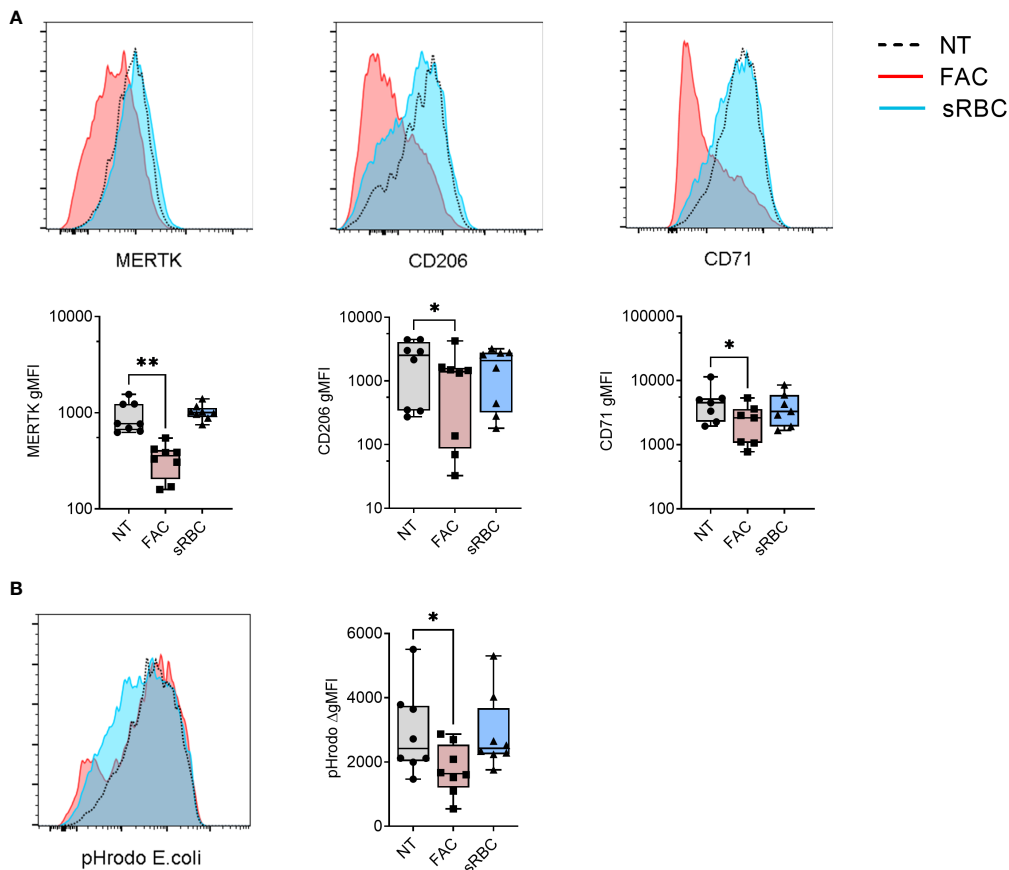 A
NT
FAC
sRBC
MERTK
CD206
CD71
10000
1000
100
MERTK gMFI
**
NT
FAC
sRBC
10000
1000
100
10
CD206 gMFI
*
NT
FAC
sRBC
100000
10000
1000
100
CD71 gMFI
*
NT
FAC
sRBC
B
pHrodo E.coli
6000
4000
2000
0
pHrodo ΔgMFI
*
NT
FAC
sRBC